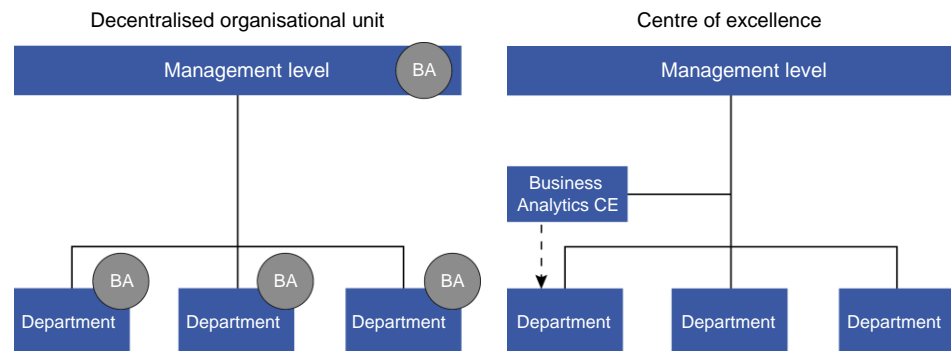 Decentralised organisational unit
Centre of excellence
Management level
BA
Management level
Business
Analytics CE
BA
BA
BA
Department
Department
Department
Department
Department
Department